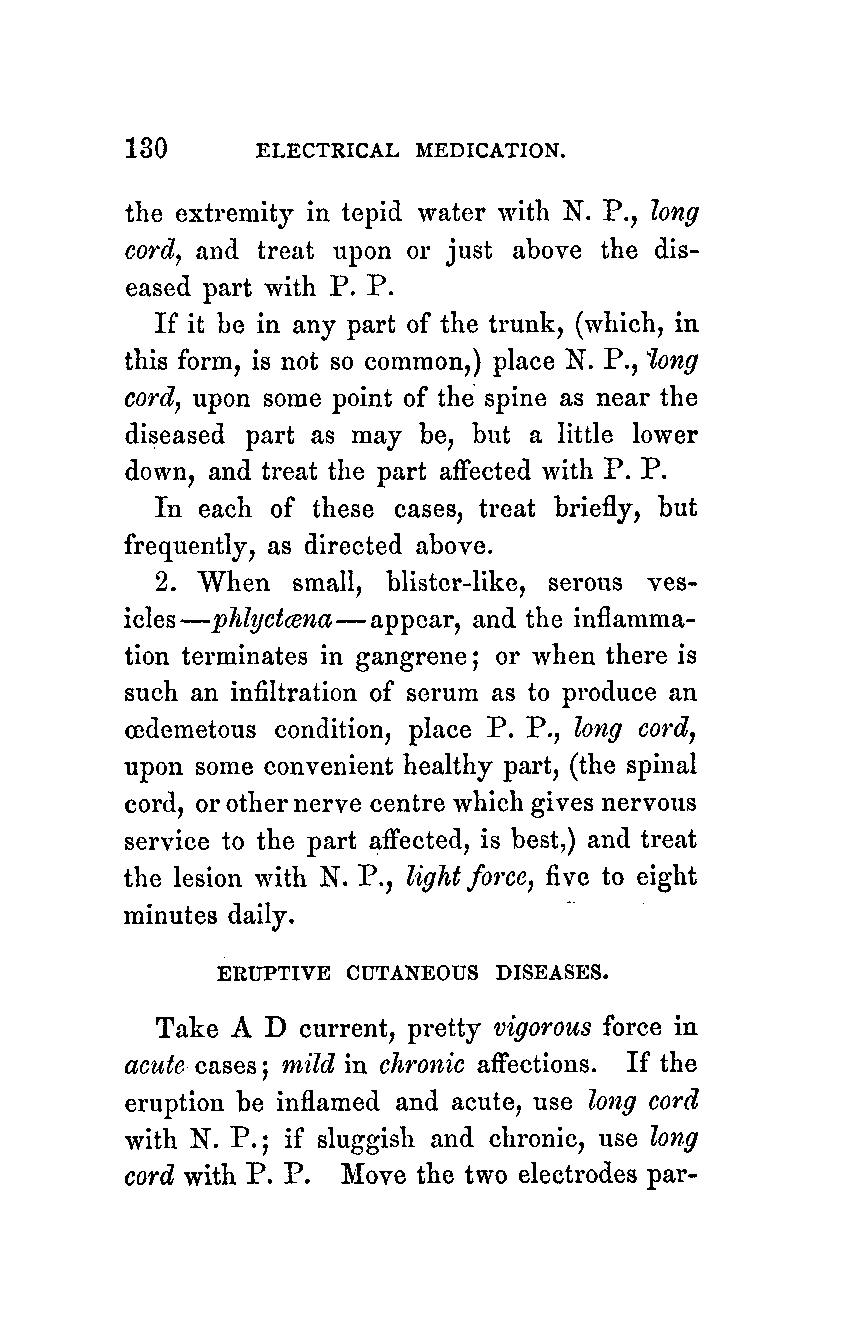 130 ELECTRICAL MEDICATION.
the extremity in tepid water with N. P., long
cord, and treat upon or just above the dis-
eased part with P. P.
If it be in any part of the trunk, (which, in
this form, is not so common,) place N. P., long
cord, upon some point of the spine as near the
diseased part as may be, but a little lower
down, and treat the part affected with P. P.
In each of these cases, treat briefly, but
frequently, as directed above.
2. When small, blister-like, serous ves-
icles—phlyctœna—appear, and the inflamma-
tion terminates in gangrene; or when there is
such an infiltration of serum as to produce an
œdemetous condition, place P. P., long cord,
upon some convenient healthy part, (the spinal
cord, or other nerve centre which gives nervous
service to the part affected, is best,) and treat
the lesion with N. P., light force, five to eight
minutes daily.
ERUPTIVE CUTANEOUS DISEASES.
Take A D current, pretty vigorous force in
acute cases; mild in chronic affections. If the
eruption be inflamed and acute, use long cord
with N. P.; if sluggish and chronic, use long
cord with P. P. Move the two electrodes par-